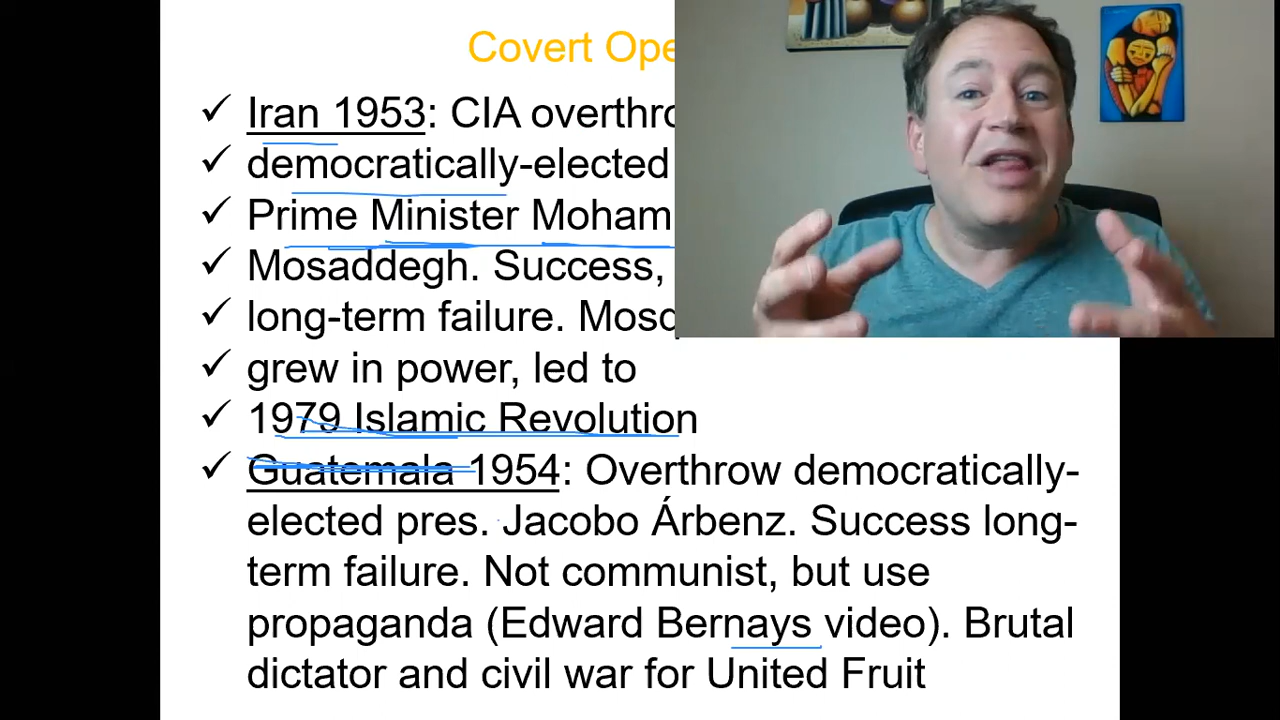 Covert Ope
Iran 1953: CIA overthro
democratically-elected
Prime Minister Moham
Mosaddegh. Success,
long-term failure. Mosq
grew in power, led to
1979 Islamic Revolution
Guatemala 1954: Overthrow democratically-
elected pres. Jacobo Árbenz. Success long-
term failure. Not communist, but use
propaganda (Edward Bernays video). Brutal
dictator and civil war for United Fruit